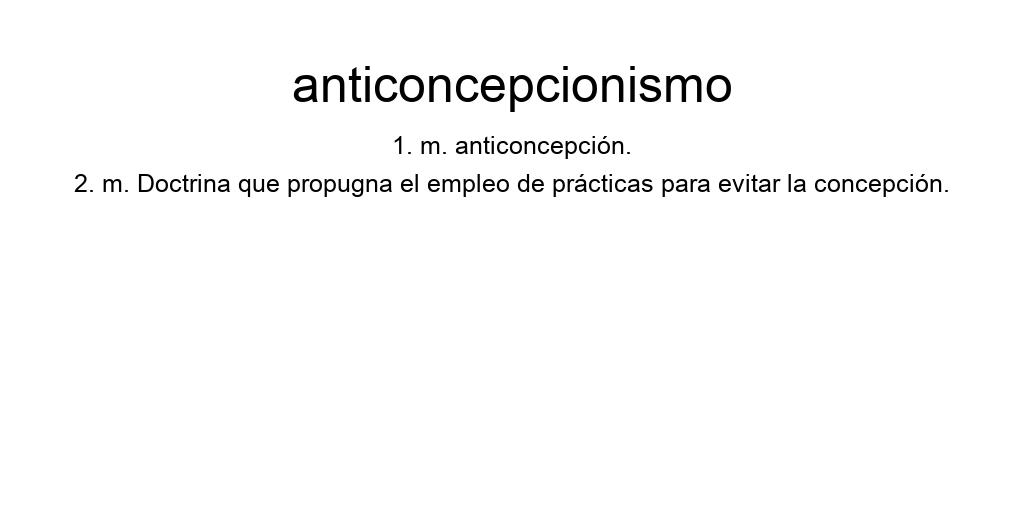 anticoncepcionismo
1. m. anticoncepción.
2. m. Doctrina que propugna el empleo de prácticas para evitar la concepción.